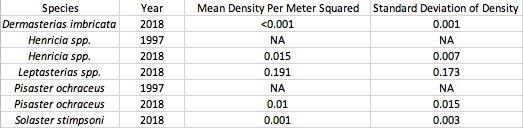 Species Year Mean Density Per Meter Squared Standard Deviation of Density
Dermasterias imbricata 2018 <0.001 0.001
Henricia spp. 1997 NA NA
Henricia spp. 2018 0.015 0.007
Leptasterias spp. 2018 0.191 0.173
Pisaster ochraceus 1997 NA NA
Pisaster ochraceus 2018 0.01 0.015
Solaster stimpsoni 2018 0.001 0.003